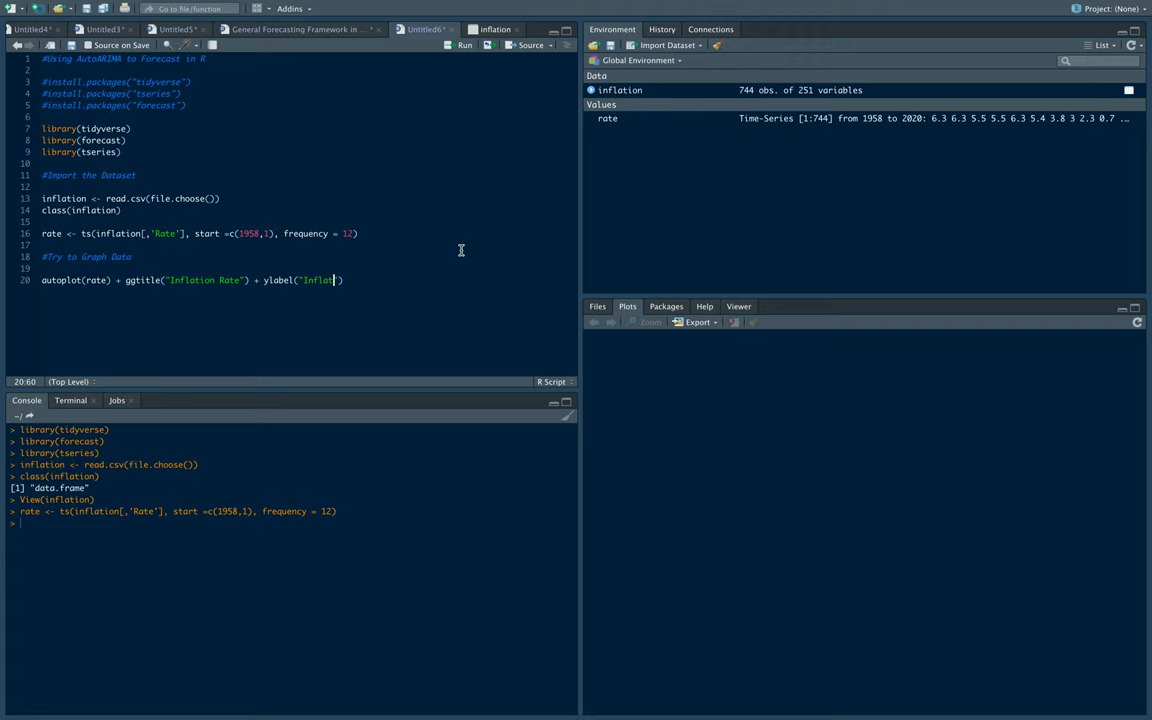 Go to file/function Addins Project: (None)
Untitled4* Untitled3* Untitled5* General Forecasting Framework in ...* Untitled6* inflation
Source on Save Run Source
1 #Using AutoARIMA to Forecast in R
2
3 #install.packages("tidyverse")
4 #install.packages("tseries")
5 #install.packages("forecast")
6
7 library(tidyverse)
8 library(forecast)
9 library(tseries)
10
11 #Import the Dataset
12
13 inflation <- read.csv(file.choose())
14 class(inflation)
15
16 rate <- ts(inflation[,'Rate'], start =c(1958,1), frequency = 12)
17
18 #Try to Graph Data
19
20 autoplot(rate) + ggtitle("Inflation Rate") + ylabel("Inflat")
20:60 (Top Level) R Script
Console Terminal Jobs
~/
> library(tidyverse)
> library(forecast)
> library(tseries)
> inflation <- read.csv(file.choose())
> class(inflation)
[1] "data.frame"
> View(inflation)
> rate <- ts(inflation[,'Rate'], start =c(1958,1), frequency = 12)
>
Environment History Connections
Import Dataset List
Global Environment
Data
inflation 744 obs. of 251 variables
Values
rate Time-Series [1:744] from 1958 to 2020: 6.3 6.3 5.5 5.5 6.3 5.4 3.8 3 2.3 0.7 ...
Files Plots Packages Help Viewer
Zoom Export